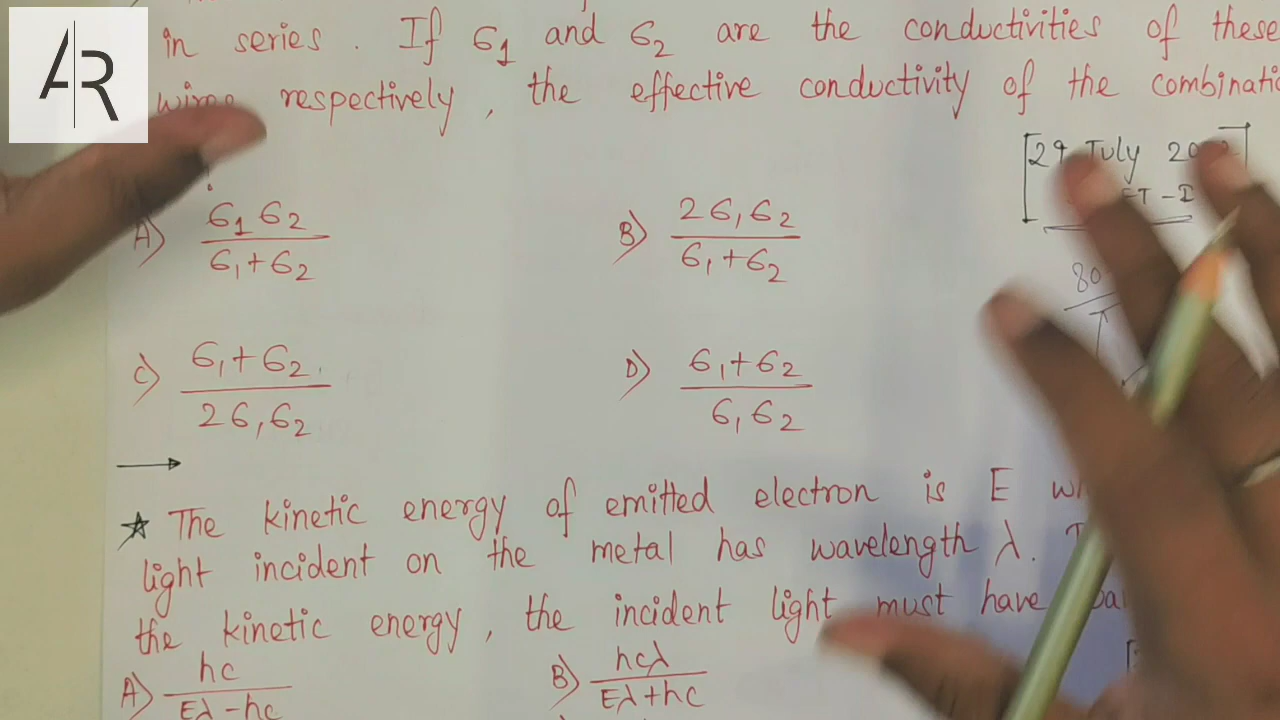 AR
in series. If σ1 and σ2 are the conductivities of these
wires respectively, the effective conductivity of the
[29 July
-I
A) σ1σ2 / σ1+σ2
B) 2σ1σ2 / σ1+σ2
80
C) σ1+σ2 / 2σ1σ2
D) σ1+σ2 / σ1σ2
→
☆ The kinetic energy of emitted electron is E
light incident on the metal has wavelength λ.
the kinetic energy, the incident light must have
A) hc / Eλ-hc
B) hcλ / Eλ+hc